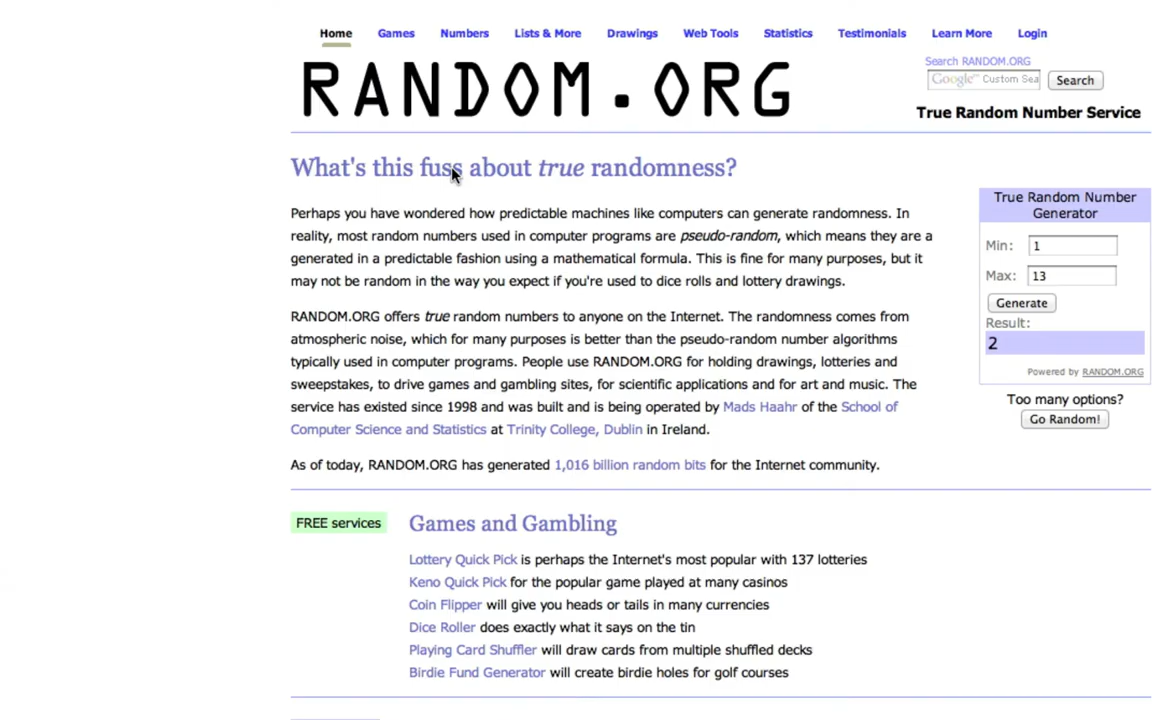 Home Games Numbers Lists & More Drawings Web Tools Statistics Testimonials Learn More Login
RANDOM.ORG
Search RANDOM.ORG
Google™ Custom Sea Search
True Random Number Service
What's this fuss about true randomness?
Perhaps you have wondered how predictable machines like computers can generate randomness. In
reality, most random numbers used in computer programs are pseudo-random, which means they are a
generated in a predictable fashion using a mathematical formula. This is fine for many purposes, but it
may not be random in the way you expect if you're used to dice rolls and lottery drawings.
RANDOM.ORG offers true random numbers to anyone on the Internet. The randomness comes from
atmospheric noise, which for many purposes is better than the pseudo-random number algorithms
typically used in computer programs. People use RANDOM.ORG for holding drawings, lotteries and
sweepstakes, to drive games and gambling sites, for scientific applications and for art and music. The
service has existed since 1998 and was built and is being operated by Mads Haahr of the School of
Computer Science and Statistics at Trinity College, Dublin in Ireland.
As of today, RANDOM.ORG has generated 1,016 billion random bits for the Internet community.
True Random Number
Generator
Min: 1
Max: 13
Generate
Result:
2
Powered by RANDOM.ORG
Too many options?
Go Random!
FREE services
Games and Gambling
Lottery Quick Pick is perhaps the Internet's most popular with 137 lotteries
Keno Quick Pick for the popular game played at many casinos
Coin Flipper will give you heads or tails in many currencies
Dice Roller does exactly what it says on the tin
Playing Card Shuffler will draw cards from multiple shuffled decks
Birdie Fund Generator will create birdie holes for golf courses